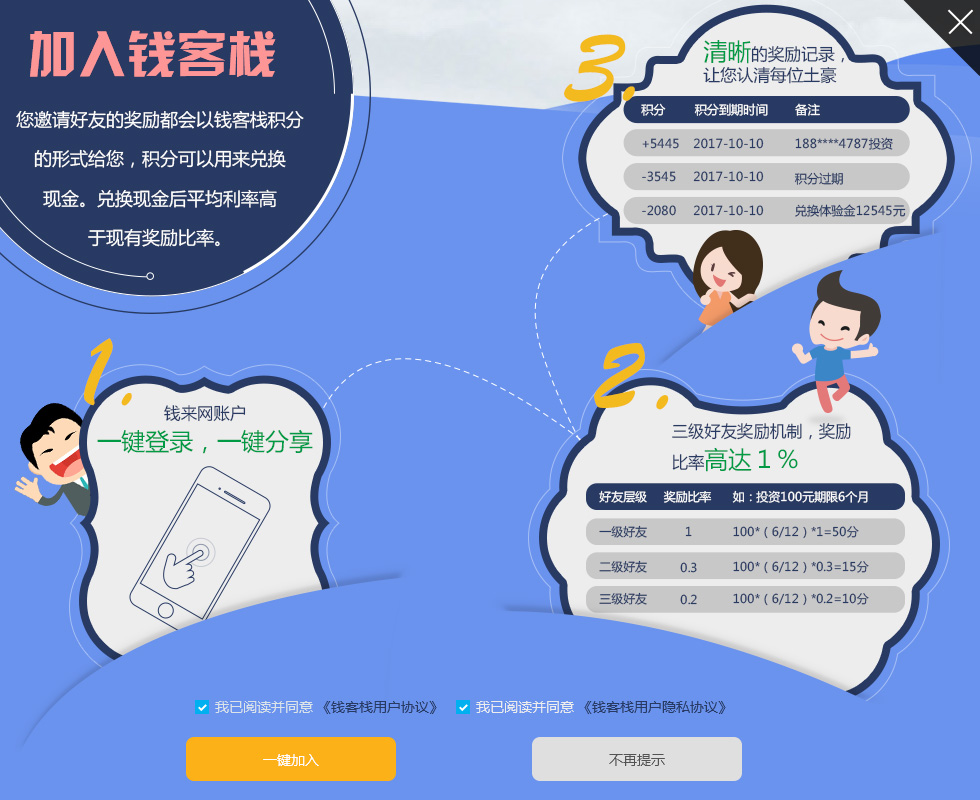 加入钱客栈
您邀请好友的奖励都会以钱客栈积分
的形式给您，积分可以用来兑换
现金。兑换现金后平均利率高
于现有奖励比率。
3.
清晰的奖励记录，
让您认清每位土豪
积分 积分到期时间 备注
+5445 2017-10-10 188****4787投资
-3545 2017-10-10 积分过期
-2080 2017-10-10 兑换体验金12545元
1.
钱来网账户
一键登录，一键分享
2.
三级好友奖励机制，奖励
比率高达１％
好友层级 奖励比率 如：投资100元期限6个月
一级好友 1 100*（6/12）*1=50分
二级好友 0.3 100*（6/12）*0.3=15分
三级好友 0.2 100*（6/12）*0.2=10分
我已阅读并同意《钱客栈用户协议》 我已阅读并同意《钱客栈用户隐私协议》
一键加入 不再提示